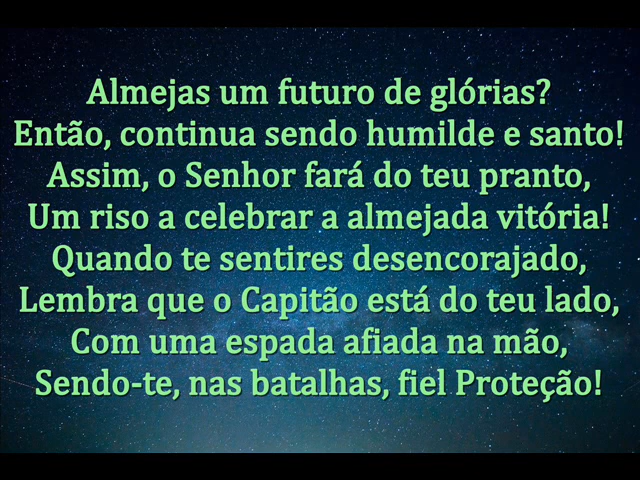 Almejas um futuro de glórias?
Então, continua sendo humilde e santo!
Assim, o Senhor fará do teu pranto,
Um riso a celebrar a almejada vitória!
Quando te sentires desencorajado,
Lembra que o Capitão está do teu lado,
Com uma espada afiada na mão,
Sendo-te, nas batalhas, fiel Proteção!